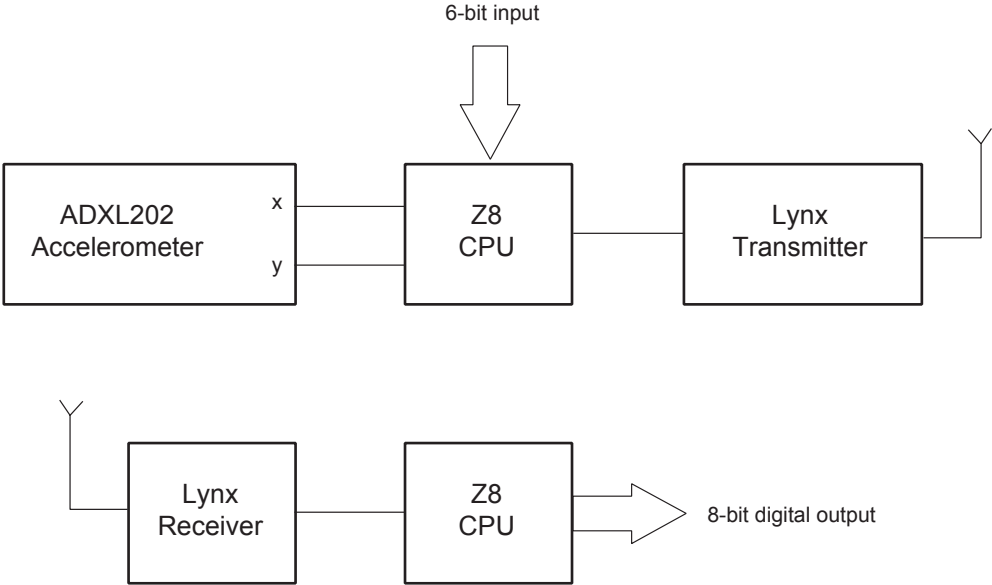 6-bit input
ADXL202
Accelerometer
x
y
Z8
CPU
Lynx
Transmitter
Lynx
Receiver
Z8
CPU
8-bit digital output